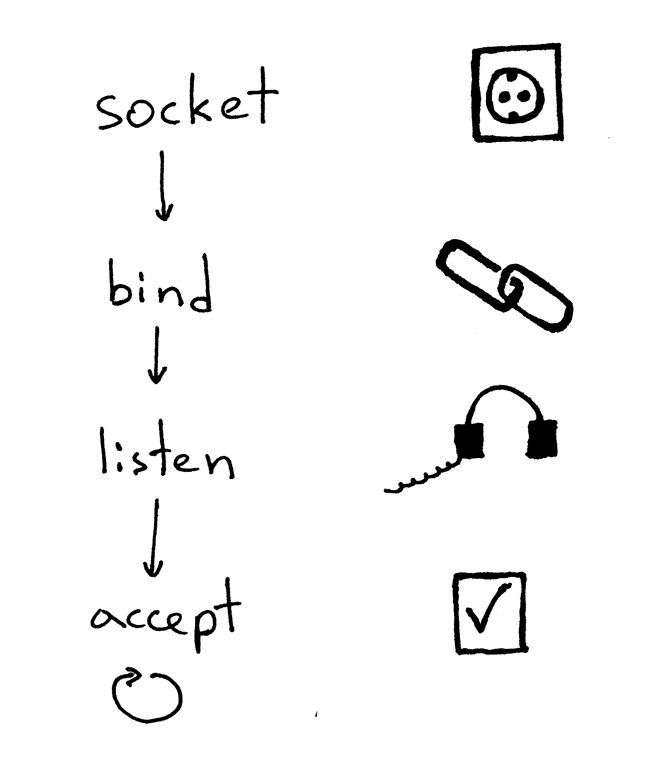 socket
bind
listen
accept